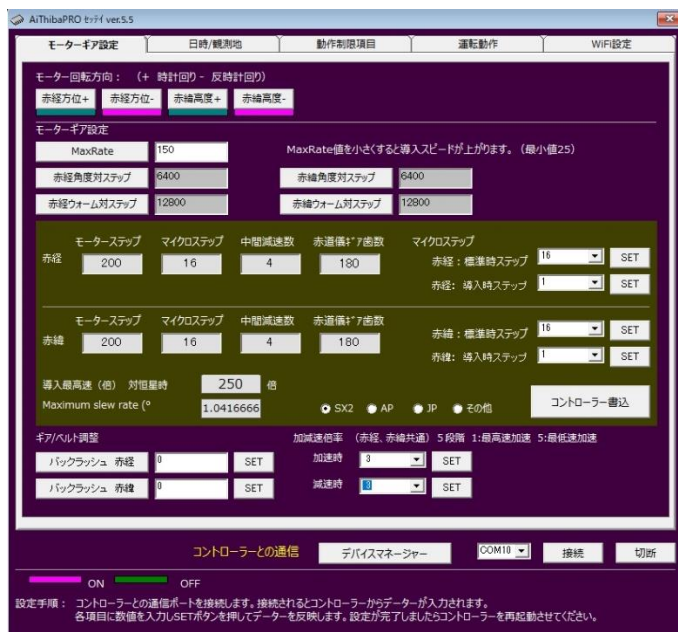 AiThibaPRO ｾｯﾃｲ ver.5.5
モーターギア設定 日時/観測地 動作制限項目 運転動作 WiFi設定
モーター回転方向： （+ 時計回り - 反時計回り）
赤経方位+ 赤経方位- 赤緯高度+ 赤緯高度-
モーターギア設定
MaxRate 150 MaxRate値を小さくすると導入スピードが上がります。（最小値25）
赤経角度対ステップ 6400 赤緯角度対ステップ 6400
赤経ウォーム対ステップ 12800 赤緯ウォーム対ステップ 12800
モーターステップ マイクロステップ 中間減速数 赤道儀ｷﾞｱ歯数 マイクロステップ
赤経 200 16 4 180 赤経：標準時ステップ 16 SET
赤経： 導入時ステップ 1 SET
モーターステップ マイクロステップ 中間減速数 赤道儀ｷﾞｱ歯数
赤緯 200 16 4 180 赤緯：標準時ステップ 16 SET
赤緯： 導入時ステップ 1 SET
導入最高速（倍） 対恒星時 250 倍
Maximum slew rate (° 1.0416666 SX2 AP JP その他 コントローラー書込
ギア/ベルト調整 加減速倍率 （赤経、赤緯共通）５段階 1:最高速加速 5:最低速加速
バックラッシュ 赤経 0 SET 加速時 3 SET
バックラッシュ 赤緯 0 SET 減速時 3 SET
コントローラーとの通信 デバイスマネージャー COM10 接続 切断
ON OFF
設定手順： コントローラーとの通信ポートを接続します。接続されるとコントローラーからデーターが入力されます。
各項目に数値を入力しSETボタンを押してデーターを反映します。設定が完了しましたらコントローラーを再起動させてください。